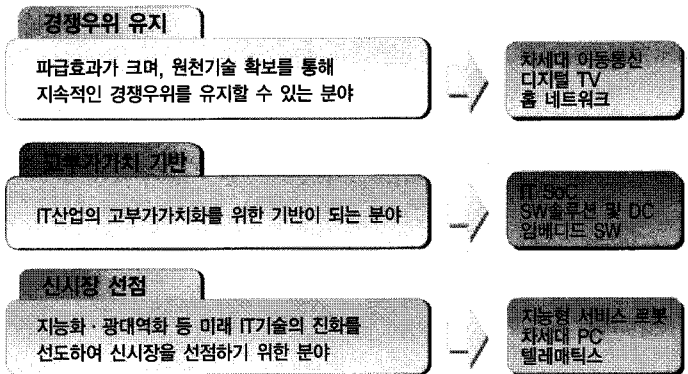 경쟁우위 유지
파급효과가 크며, 원천기술 확보를 통해
지속적인 경쟁우위를 유지할 수 있는 분야
차세대 이동통신
디지털 TV
홈 네트워크
고부가가치 기반
IT산업의 고부가가치화를 위한 기반이 되는 분야
IT SoC
SW솔루션 및 DC
임베디드 SW
신시장 선점
지능화 · 광대역화 등 미래 IT기술의 진화를
선도하여 신시장을 선점하기 위한 분야
지능형 서비스 로봇
차세대 PC
텔레매틱스